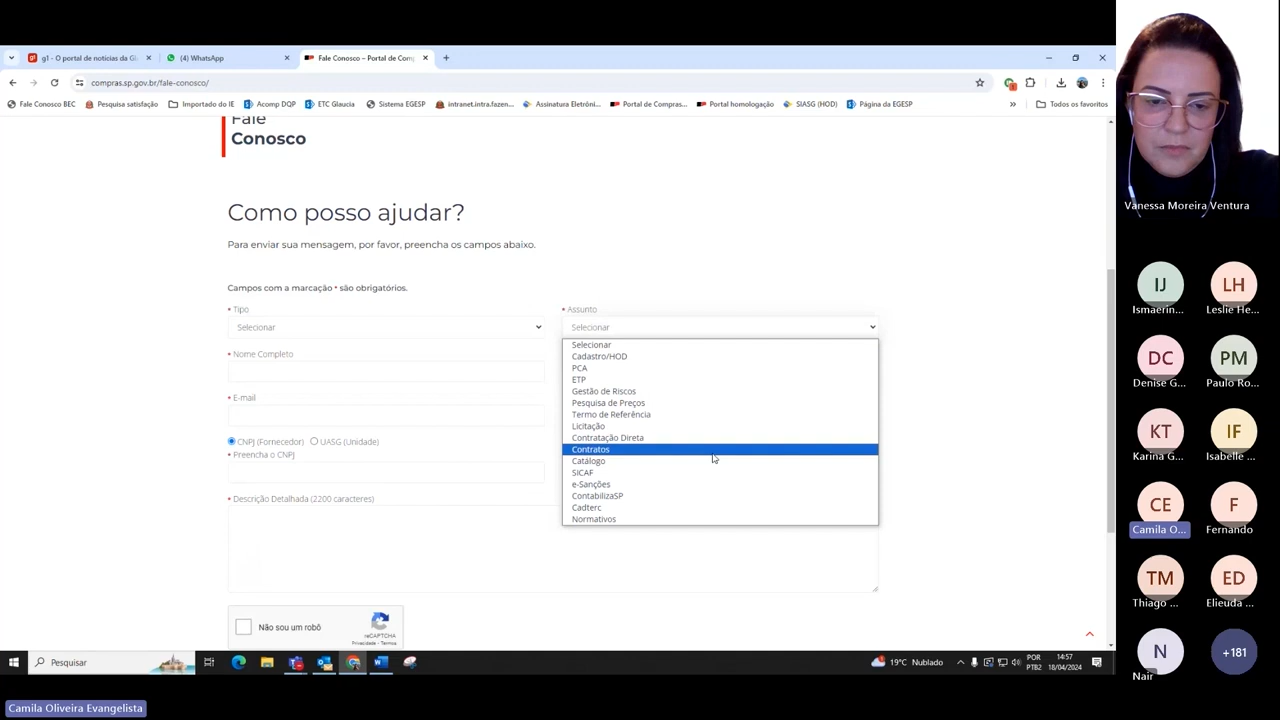 g1 - O portal de notícias da Gl
(4) WhatsApp
Fale Conosco – Portal de Comp
compras.sp.gov.br/fale-conosco/
Fale Conosco BEC
Pesquisa satisfação
Importado do IE
Acomp DQP
ETC Glaucia
Sistema EGESP
intranet.intra.fazen...
Assinatura Eletrôni...
Portal de Compras...
Portal homologação
SIASG (HOD)
Página da EGESP
»
Todos os favoritos
Fale
Conosco
Como posso ajudar?
Para enviar sua mensagem, por favor, preencha os campos abaixo.
Campos com a marcação * são obrigatórios.
• Tipo
Selecionar
• Nome Completo
• E-mail
CNPJ (Fornecedor)
UASG (Unidade)
• Preencha o CNPJ
• Descrição Detalhada (2200 caracteres)
• Assunto
Selecionar
Selecionar
Cadastro/HOD
PCA
ETP
Gestão de Riscos
Pesquisa de Preços
Termo de Referência
Licitação
Contratação Direta
Contratos
Catálogo
SICAF
e-Sanções
ContabilizaSP
Cadterc
Normativos
Não sou um robô
reCAPTCHA
Privacidade - Termos
Pesquisar
19°C Nublado
POR
PTB2
14:57
18/04/2024
Vanessa Moreira Ventura
IJ
Ismaerin...
LH
Leslie He...
DC
Denise G...
PM
Paulo Ro...
KT
Karina G...
IF
Isabelle ...
CE
Camila O...
F
Fernando
TM
Thiago ...
ED
Elieuda ...
N
Nair
+181
Camila Oliveira Evangelista